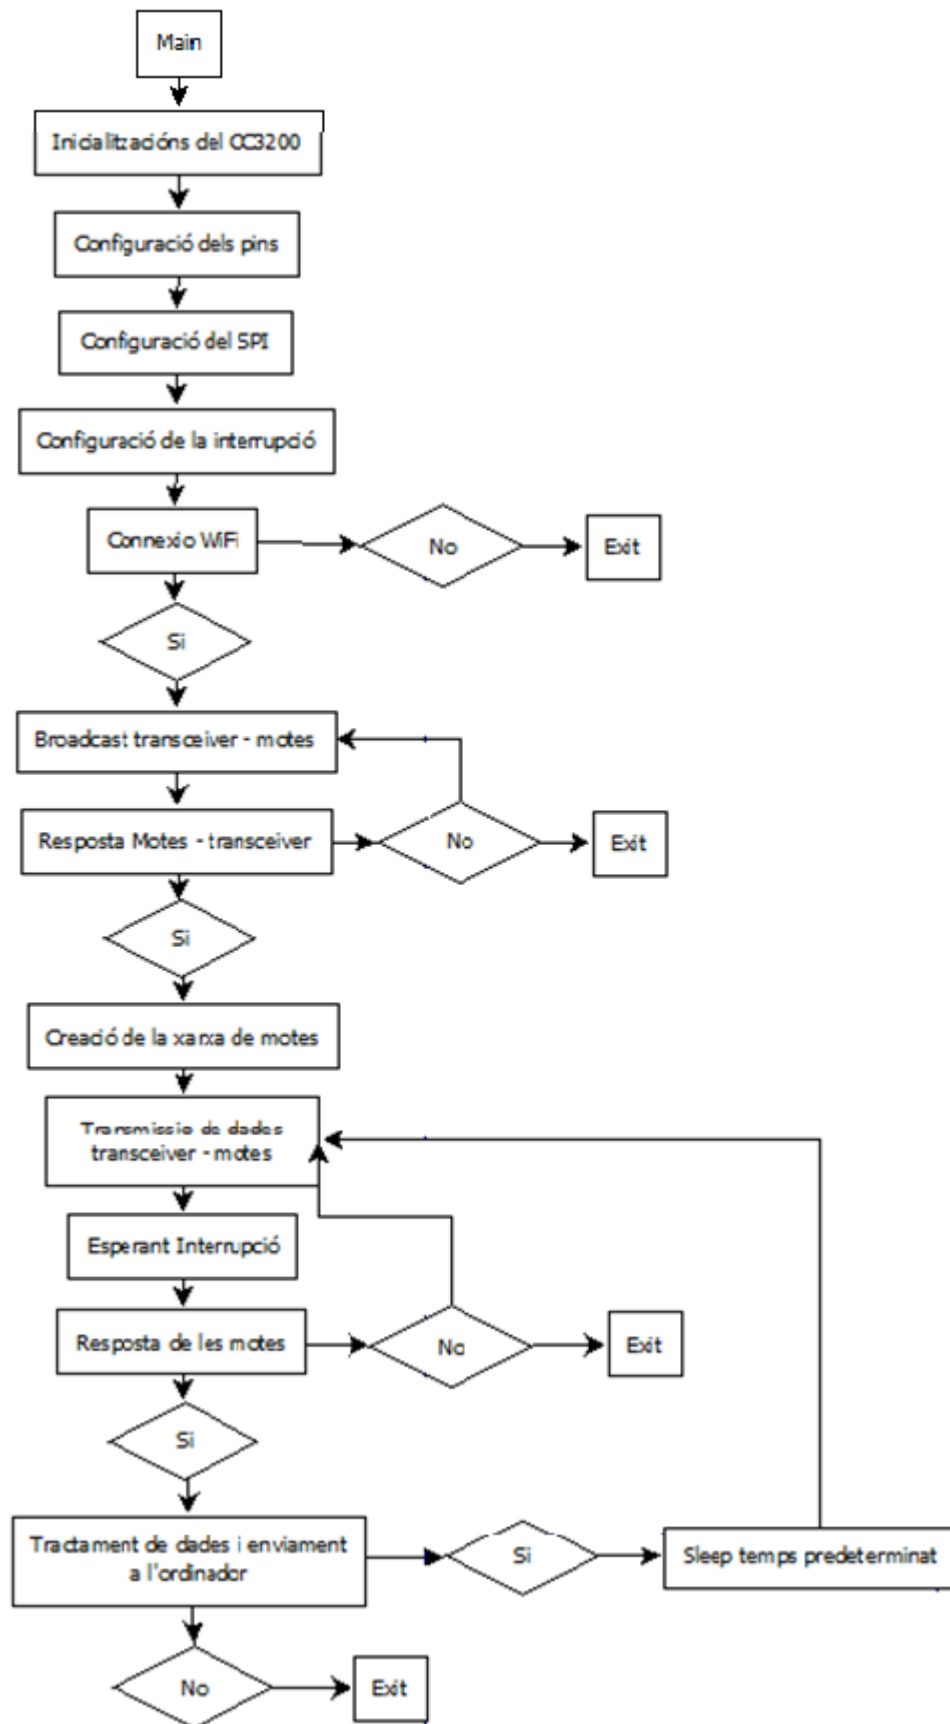 Main
Inicialitzacións del CC3200
Configuració dels pins
Configuració del SPI
Configuració de la interrupció
Connexio WiFi
No
Exit
Si
Broadcast transceiver - motes
Resposta Motes - transceiver
No
Exit
Si
Creació de la xarxa de motes
Transmissio de dades
transceiver - motes
Esperant Interrupció
Resposta de les motes
No
Exit
Si
Tractament de dades i enviament
a l'ordinador
Si
Sleep temps predeterminat
No
Exit